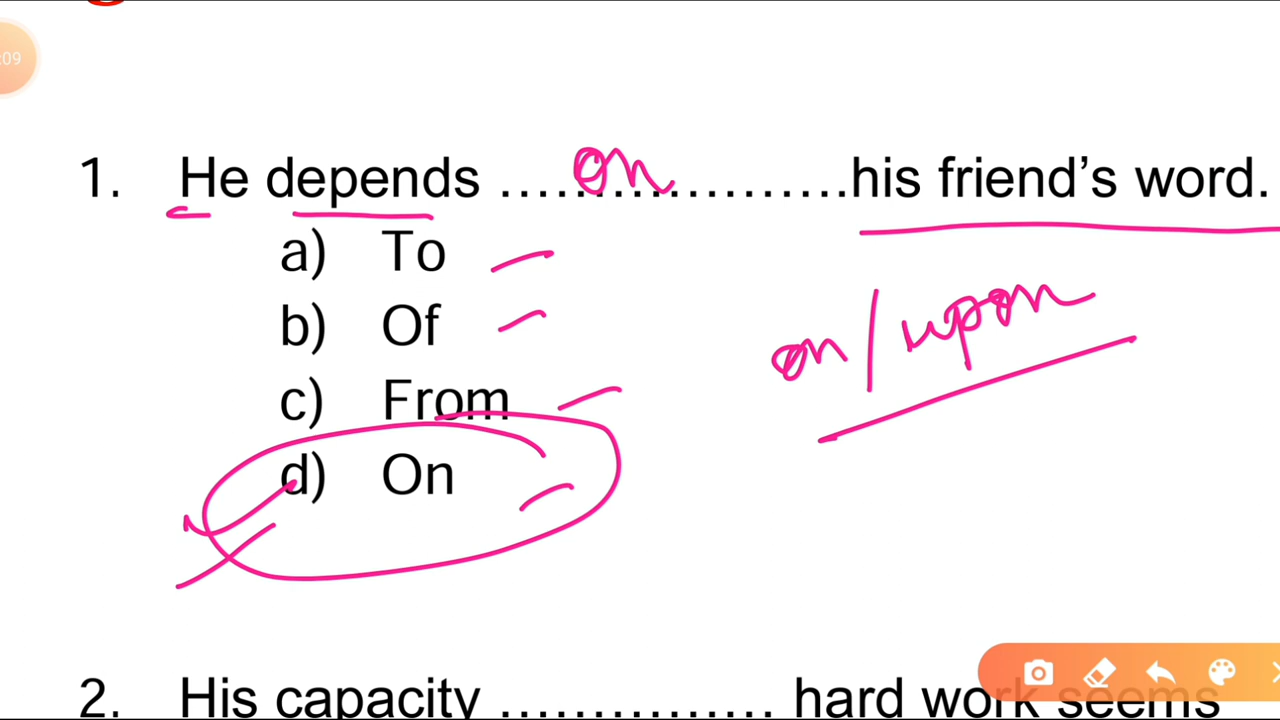 :09
1. He depends ......on......his friend's word.
a) To
b) Of
c) From
on/upon
d) On
2. His capacity ............... hard work seems